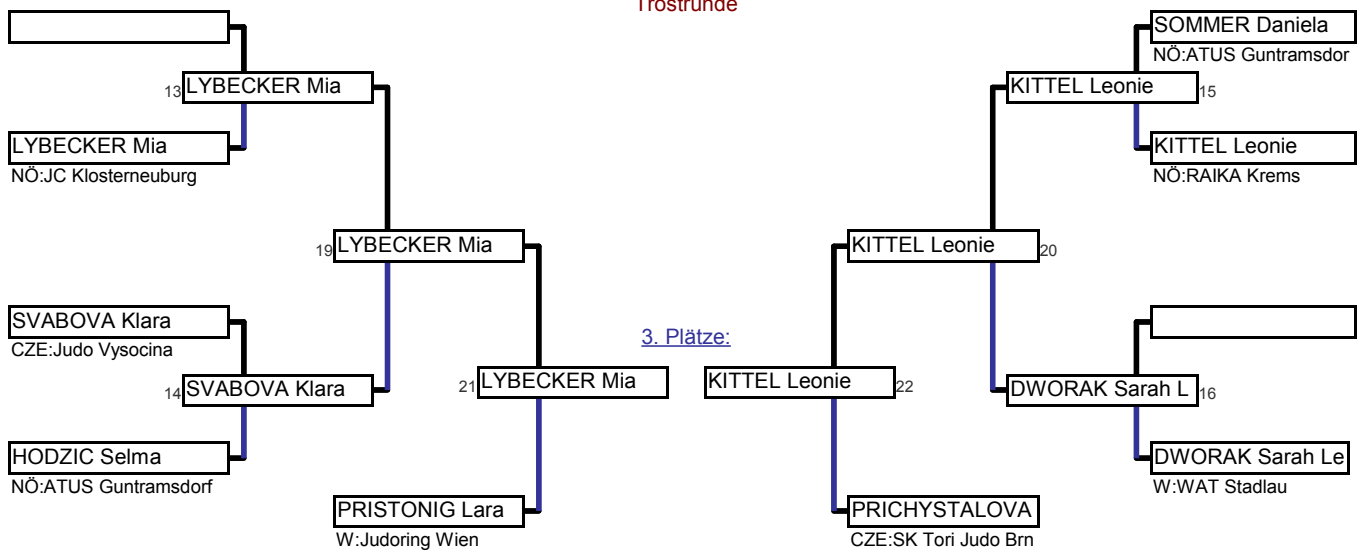 Trostrunde
SOMMER Daniela
NÖ:ATUS Guntramsdor
13 LYBECKER Mia
KITTEL Leonie 15
LYBECKER Mia
NÖ:JC Klosterneuburg
KITTEL Leonie
NÖ:RAIKA Krems
19 LYBECKER Mia
KITTEL Leonie 20
SVABOVA Klara
CZE:Judo Vysocina
3. Plätze:
14 SVABOVA Klara
21 LYBECKER Mia
KITTEL Leonie 22
DWORAK Sarah L 16
HODZIC Selma
NÖ:ATUS Guntramsdorf
DWORAK Sarah Le
W:WAT Stadlau
PRISTONIG Lara
W:Judoring Wien
PRICHYSTALOVA
CZE:SK Tori Judo Brn